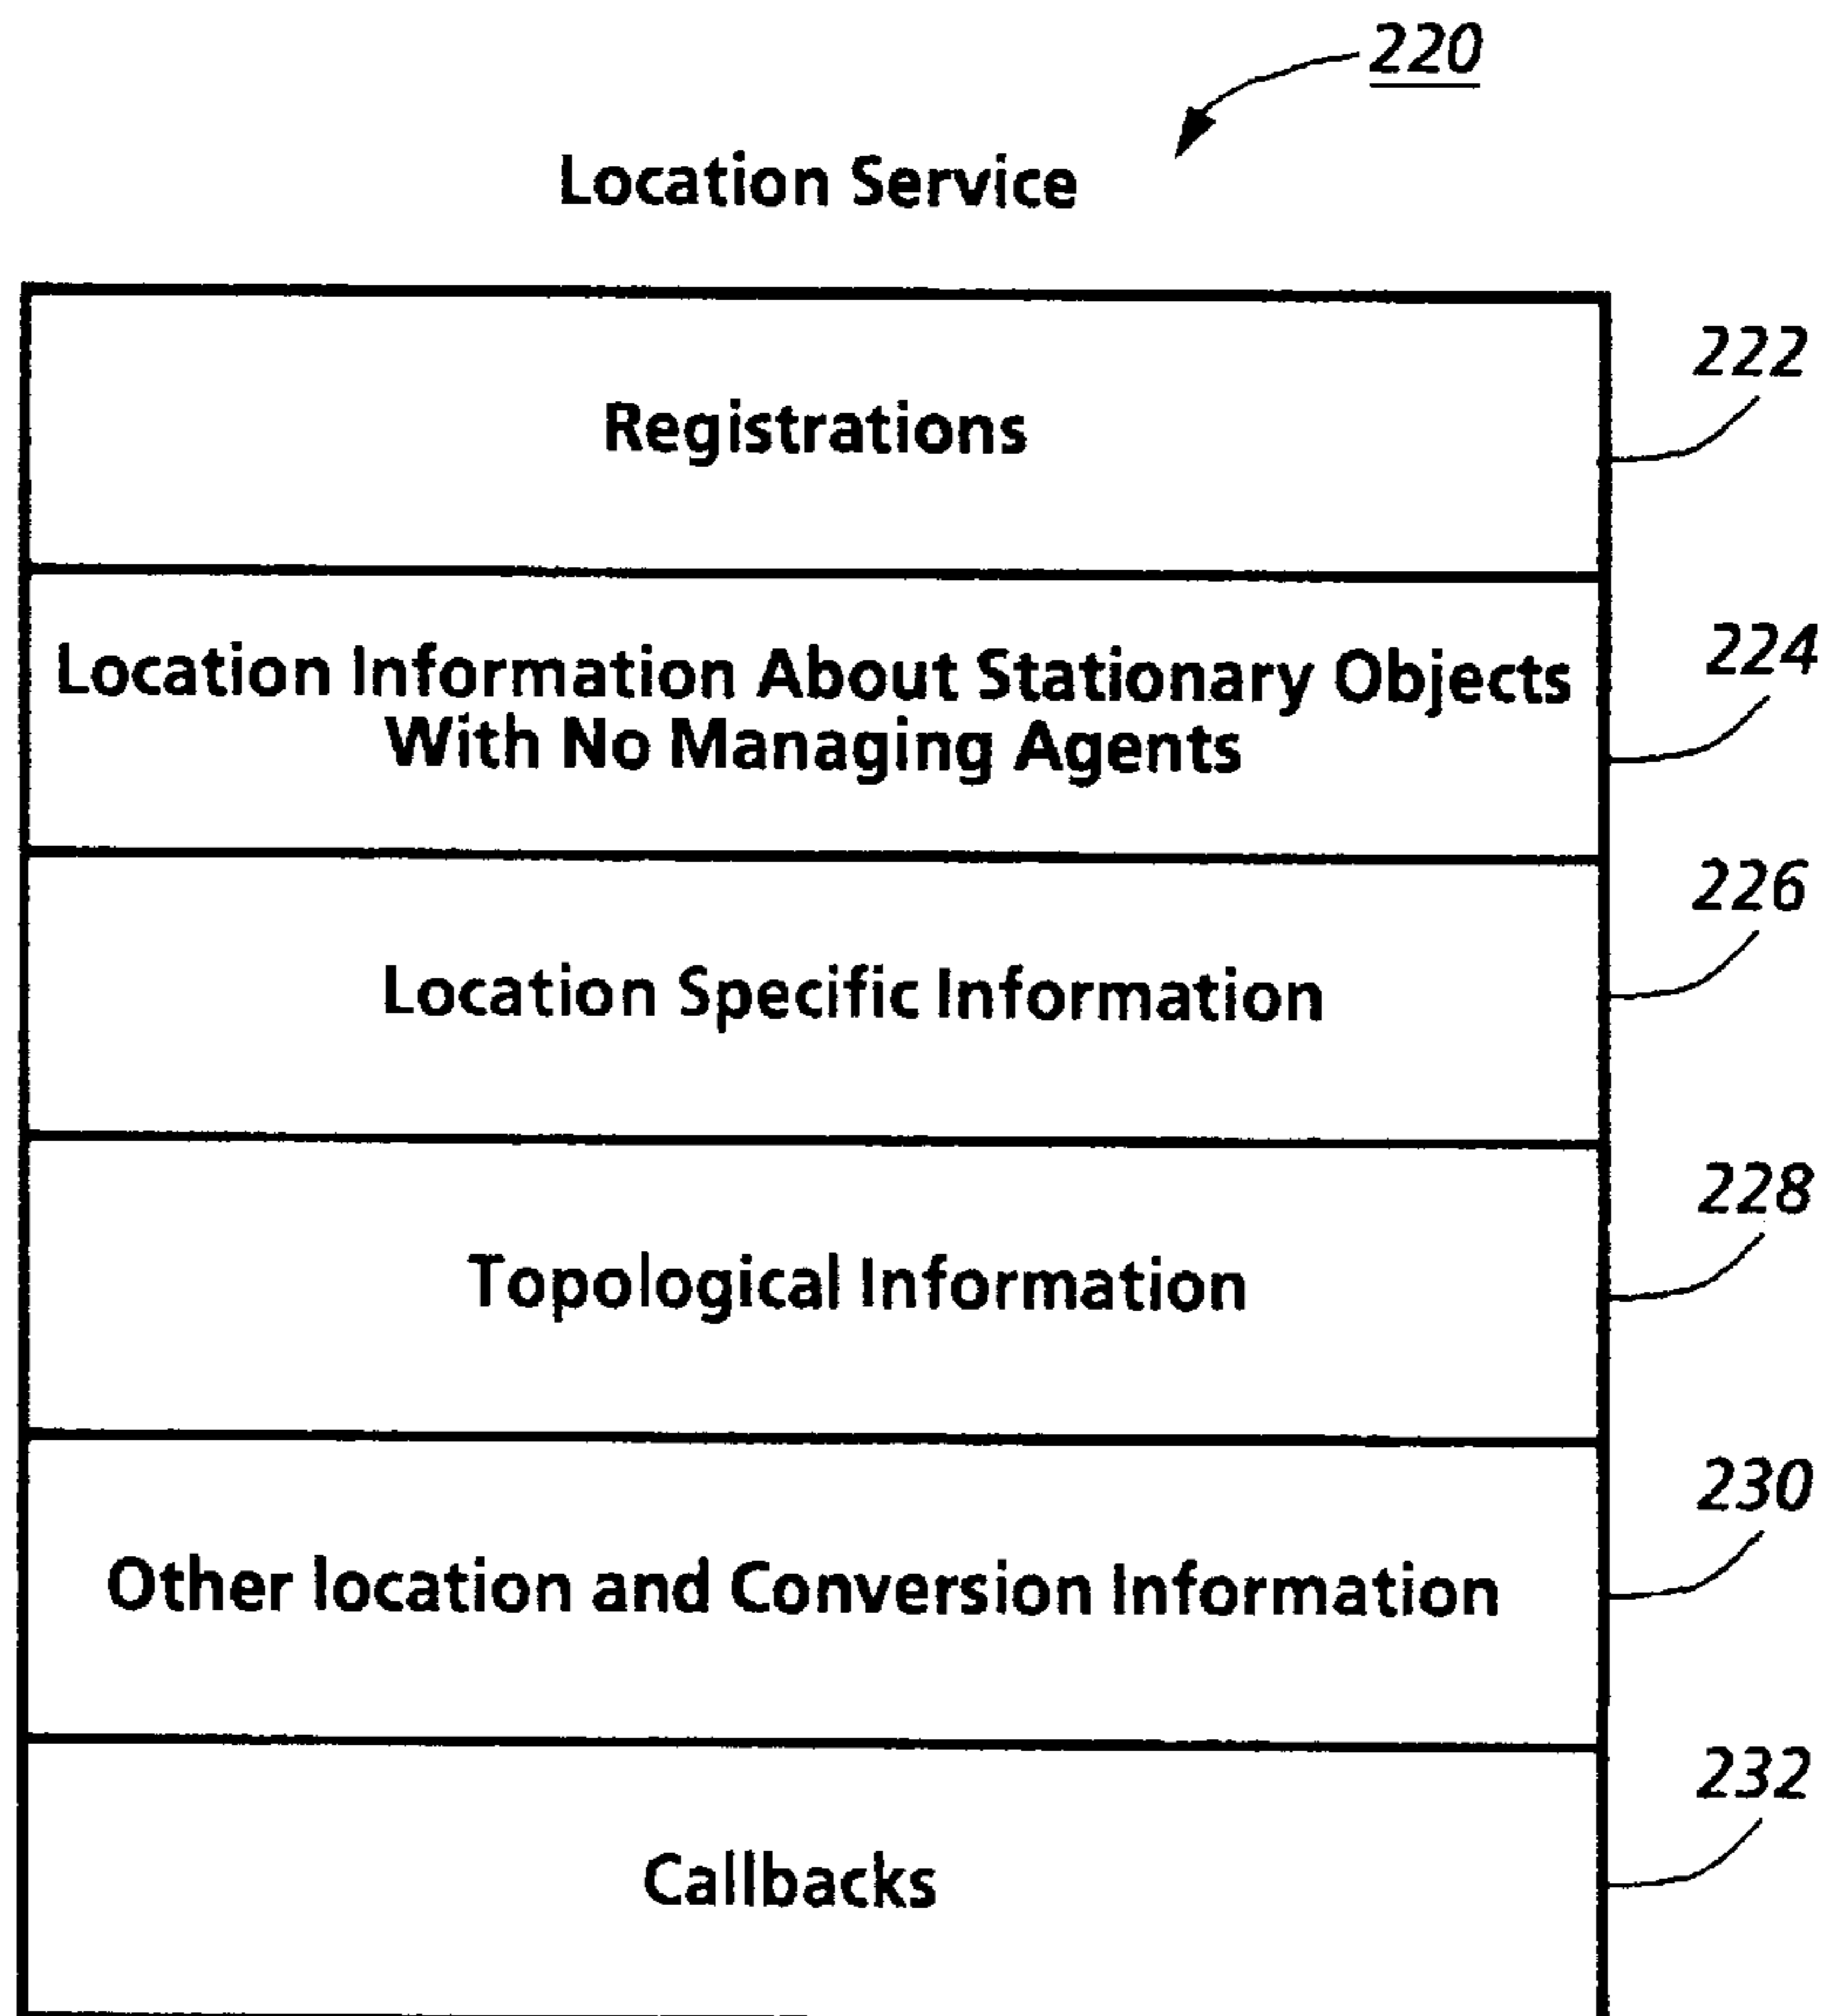 220
Location Service
Registrations
222
Location Information About Stationary Objects
With No Managing Agents
224
Location Specific Information
226
Topological Information
228
Other location and Conversion Information
230
Callbacks
232